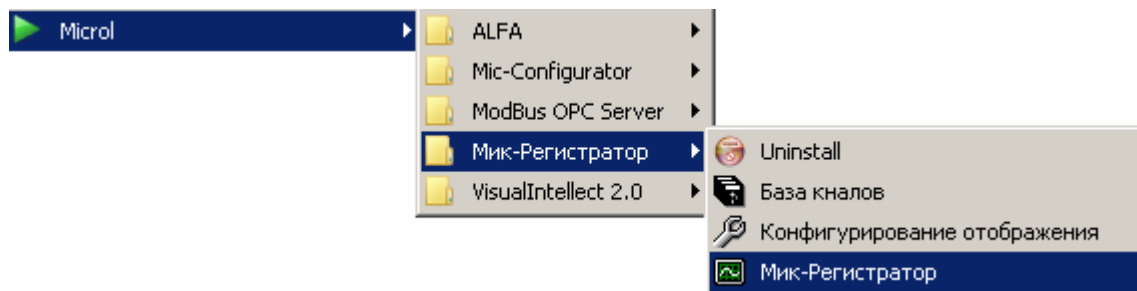 Microl
ALFA
Mic-Configurator
ModBus OPC Server
Мик-Регистратор
VisualIntellect 2.0
Uninstall
База кналов
Конфигурирование отображения
Мик-Регистратор